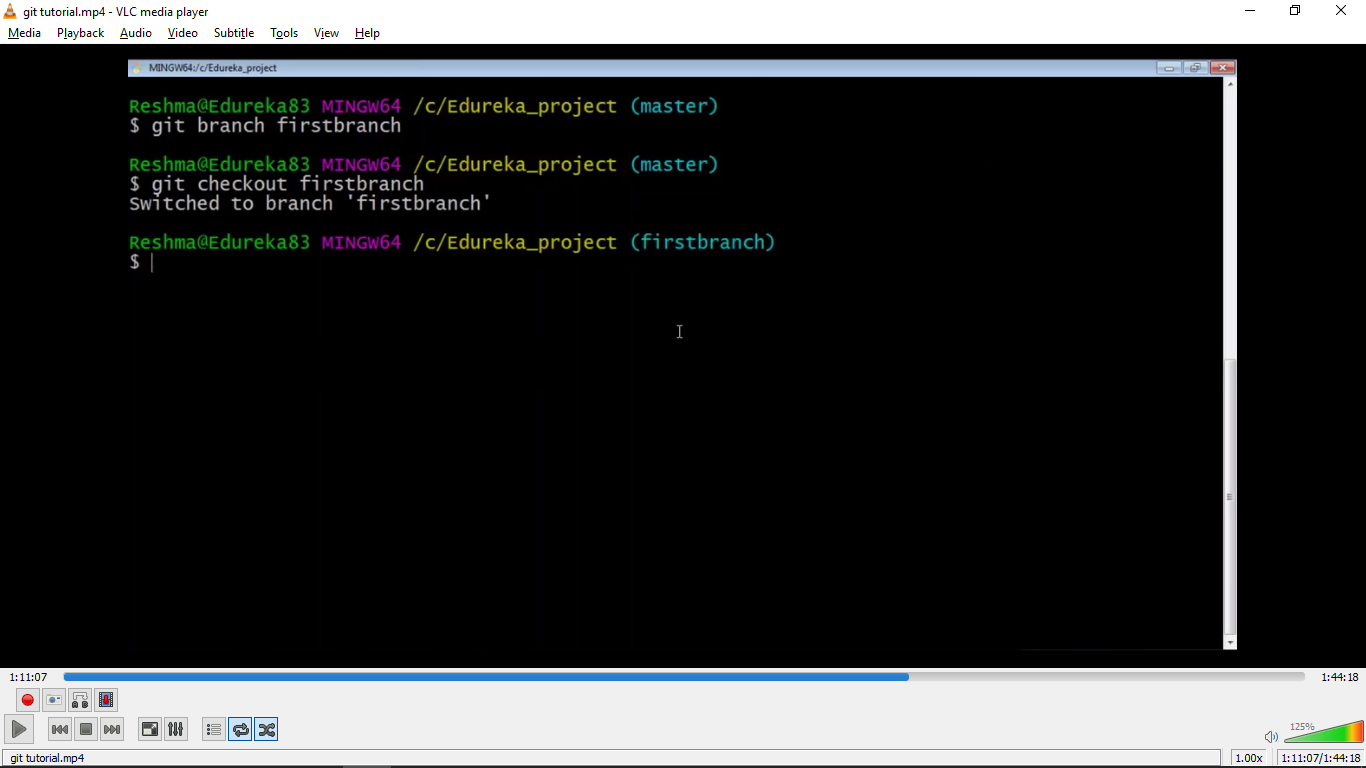 git tutorial.mp4 - VLC media player
Media Playback Audio Video Subtitle Tools View Help
MINGW64:/c/Edureka_project
Reshma@Edureka83 MINGW64 /c/Edureka_project (master)
$ git branch firstbranch
Reshma@Edureka83 MINGW64 /c/Edureka_project (master)
$ git checkout firstbranch
Switched to branch 'firstbranch'
Reshma@Edureka83 MINGW64 /c/Edureka_project (firstbranch)
$
1:11:07 1:44:18
125%
git tutorial.mp4 1.00x 1:11:07/1:44:18